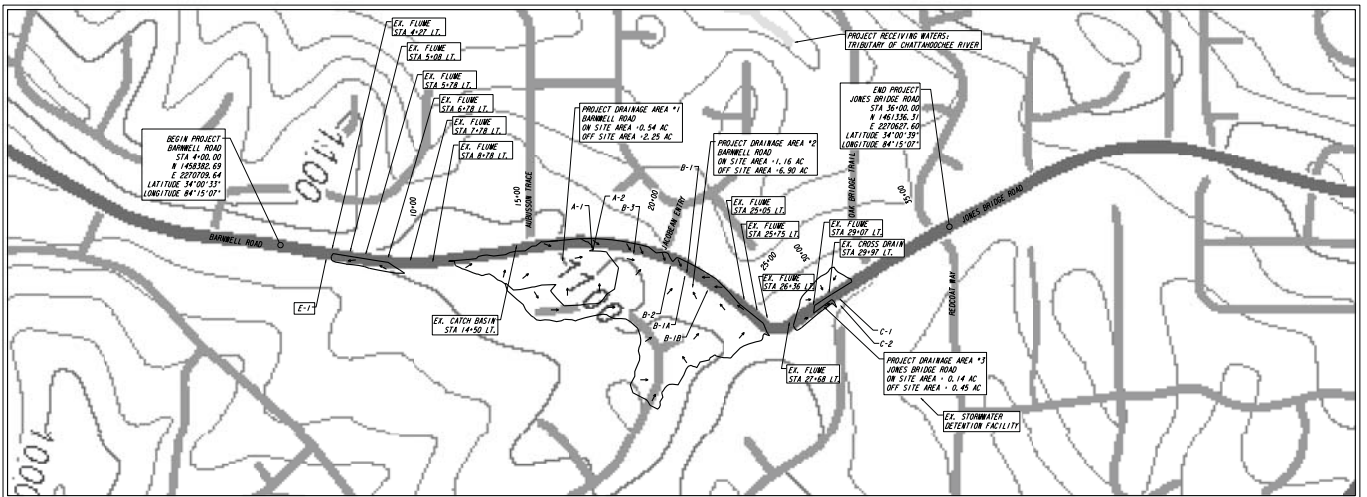 EX. FLUME
STA 4+27 LT.
EX. FLUME
STA 5+08 LT.
EX. FLUME
STA 5+78 LT.
EX. FLUME
STA 6+78 LT.
EX. FLUME
STA 7+78 LT.
EX. FLUME
STA 8+78 LT.
PROJECT RECEIVING WATERS:
TRIBUTARY OF CHATTAHOOCHEE RIVER
BEGIN PROJECT
BARNWELL ROAD
STA 4+00.00
N 1458382.69
E 2270709.64
LATITUDE 34°00'33"
LONGITUDE 84°15'07"
PROJECT DRAINAGE AREA #1
BARNWELL ROAD
ON SITE AREA =0.54 AC
OFF SITE AREA =2.25 AC
PROJECT DRAINAGE AREA #2
BARNWELL ROAD
ON SITE AREA =1.16 AC
OFF SITE AREA =6.90 AC
END PROJECT
JONES BRIDGE ROAD
STA 36+00.00
N 1461336.31
E 2270627.60
LATITUDE 34°00'39"
LONGITUDE 84°15'07"
1100
10+00
15+00
AUBUSSON TRACE
A-1
A-2
B-3
20+00
JACOBEAN ENTRY
B-1
EX. FLUME
STA 25+05 LT.
EX. FLUME
STA 25+75 LT.
25+00
30+00
OAK BRIDGE TRAIL
EX. FLUME
STA 29+07 LT.
EX. CROSS DRAIN
STA 29+97 LT.
35+00
JONES BRIDGE ROAD
BARNWELL ROAD
1100
EX. FLUME
STA 26+36 LT.
E-1
EX. CATCH BASIN
STA 14+50 LT.
B-2
B-1A
B-1B
REDCOAT WAY
C-1
C-2
EX. FLUME
STA 27+68 LT.
PROJECT DRAINAGE AREA #3
JONES BRIDGE ROAD
ON SITE AREA = 0.14 AC
OFF SITE AREA = 0.45 AC
EX. STORMWATER
DETENTION FACILITY
1000